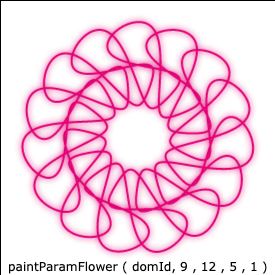 paintParamFlower ( domId, 9 , 12 , 5 , 1 )